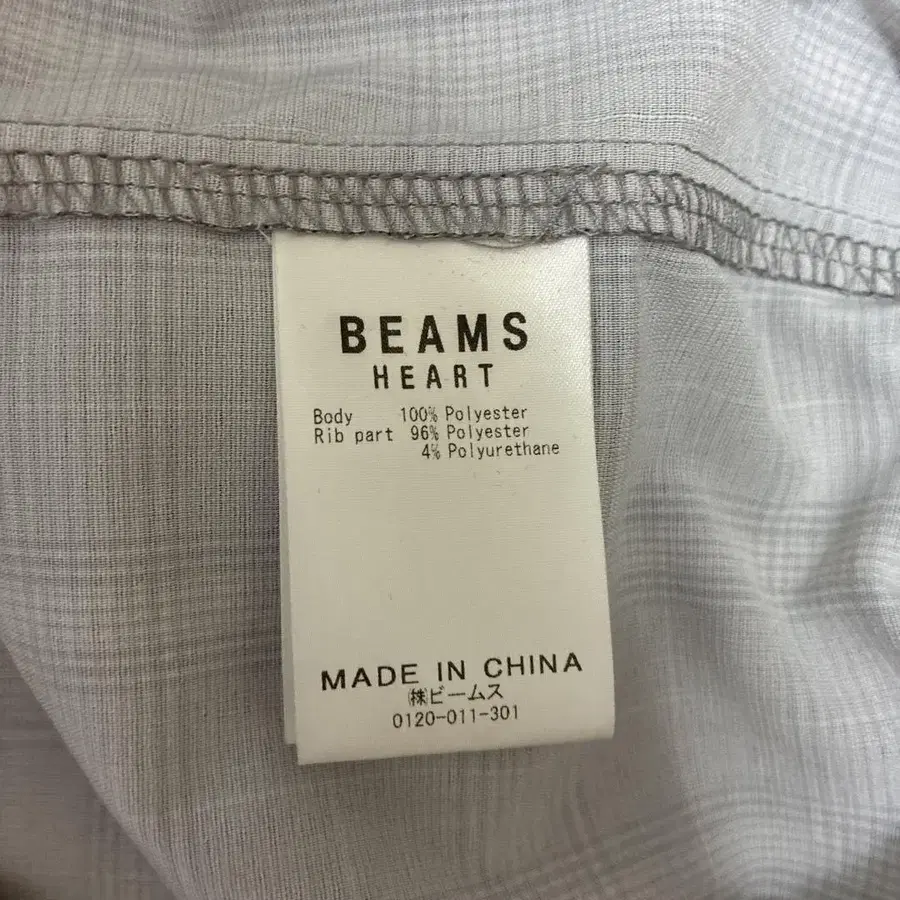 BEAMS
HEART
Body 100% Polyester
Rib part 96% Polyester
4% Polyurethane
MADE IN CHINA
㈱ビームス
0120-011-301